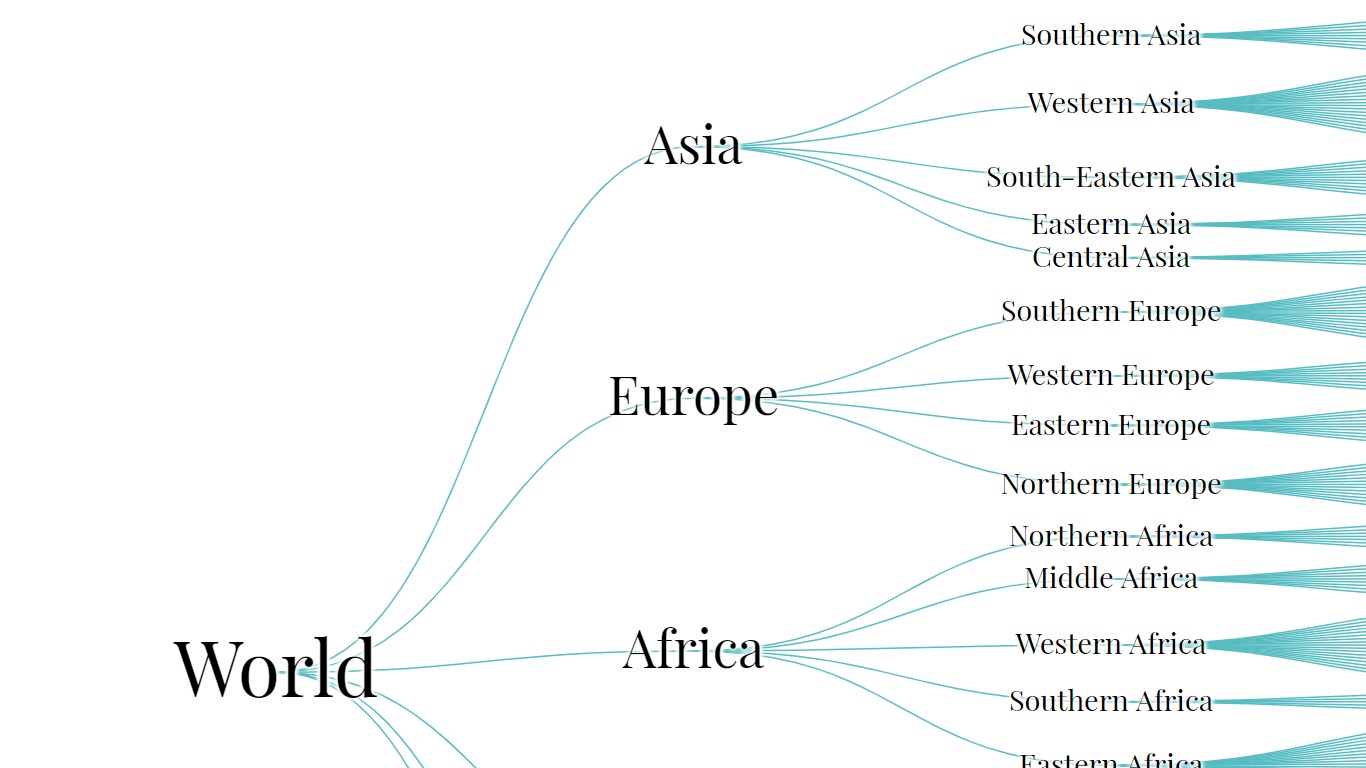 World
Asia
Southern Asia
Western Asia
South-Eastern Asia
Eastern Asia
Central Asia
Europe
Southern Europe
Western Europe
Eastern Europe
Northern Europe
Africa
Northern Africa
Middle Africa
Western Africa
Southern Africa
Eastern Africa